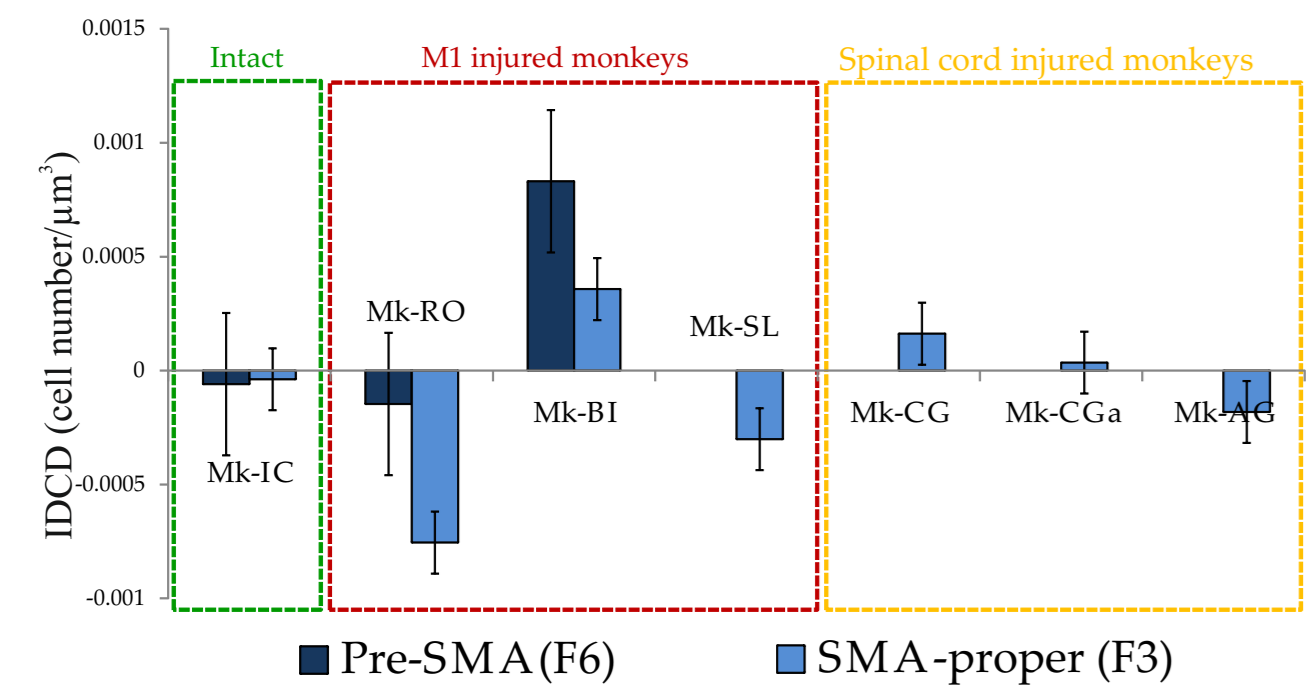 0.0015
Intact
M1 injured monkeys
Spinal cord injured monkeys
0.001
0.0005
Mk-RO
Mk-SL
0
Mk-BI
Mk-CG
Mk-CGa
Mk-AG
Mk-IC
-0.0005
-0.001
IDCD (cell number/µm³)
Pre-SMA(F6)
SMA-proper (F3)